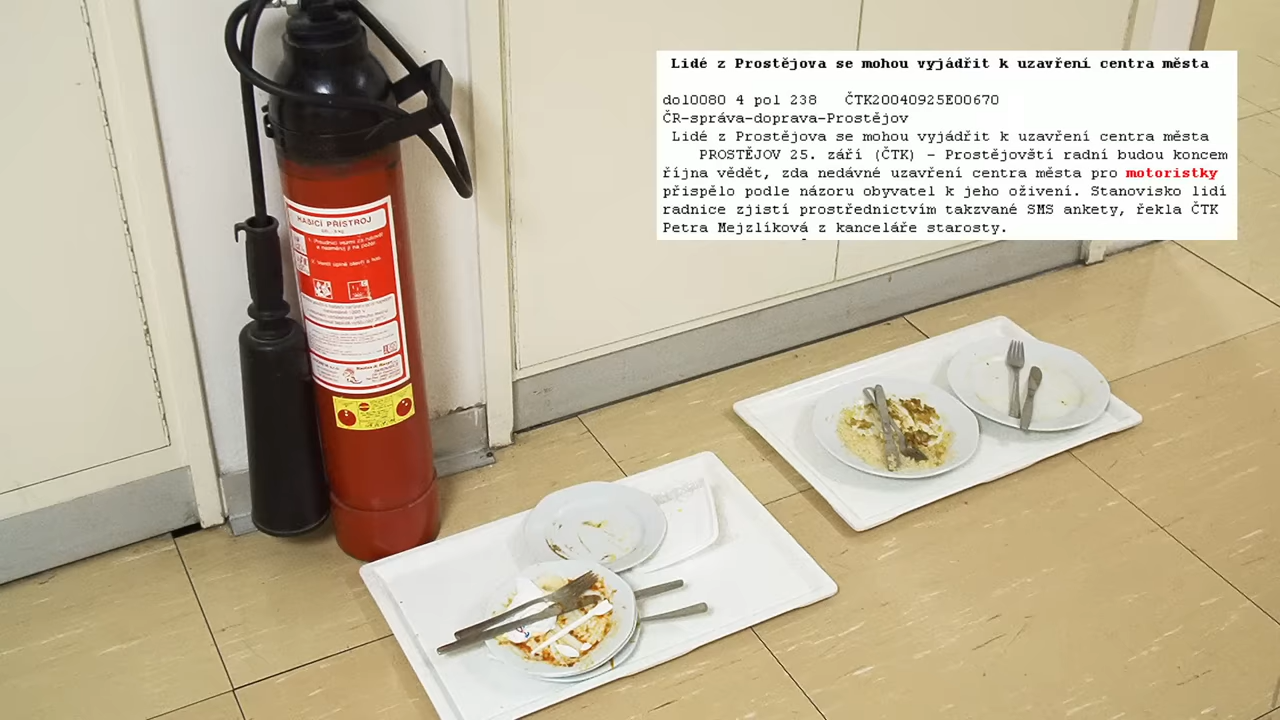 Lidé z Prostějova se mohou vyjádřit k uzavření centra města
dol0080 4 pol 238 ČTK20040925E00670
ČR-správa-doprava-Prostějov
Lidé z Prostějova se mohou vyjádřit k uzavření centra města
PROSTĚJOV 25. září (ČTK) - Prostějovští radní budou koncem
října vědět, zda nedávné uzavření centra města pro motoristky
přispělo podle názoru obyvatel k jeho oživení. Stanovisko lidí
radnice zjistí prostřednictvím takzvané SMS ankety, řekla ČTK
Petra Mejzlíková z kanceláře starosty.
HASICÍ PŘÍSTROJ